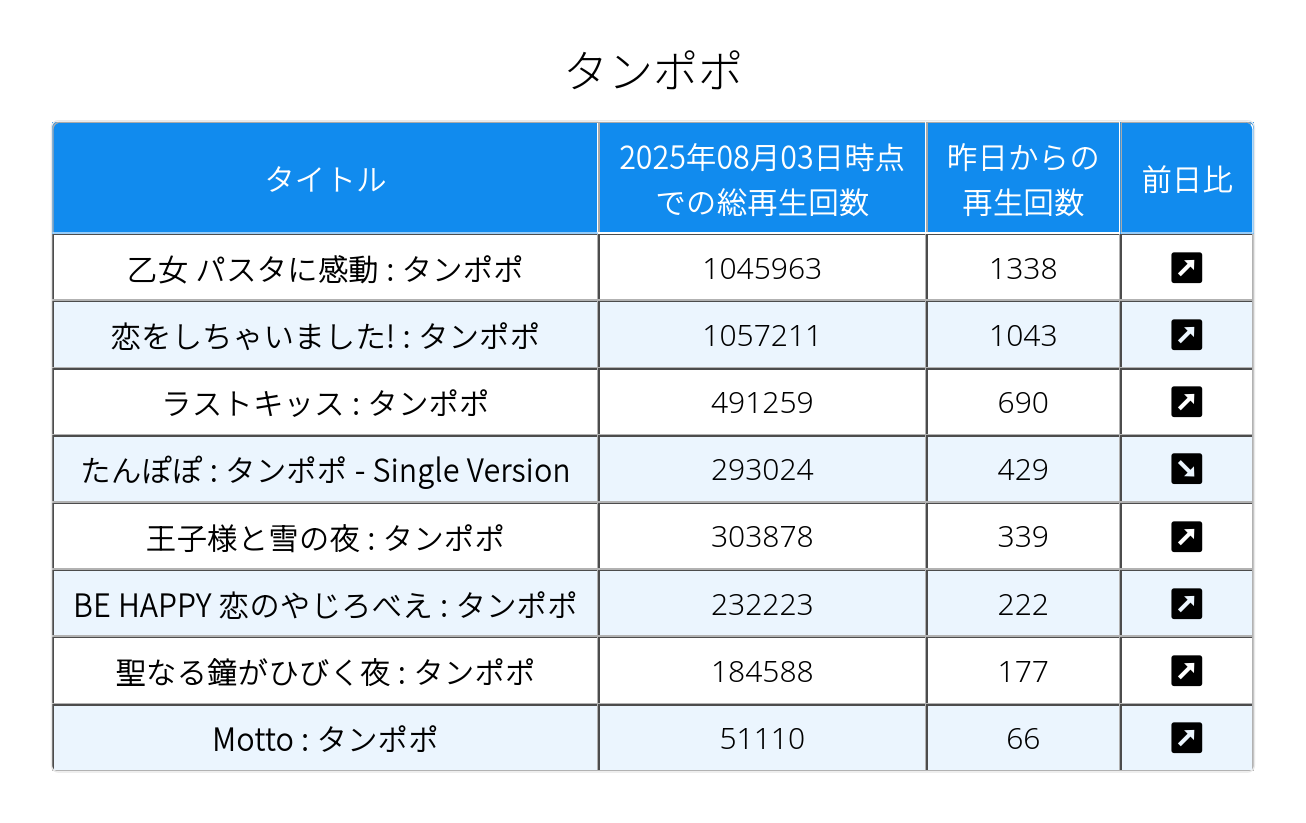 タンポポ
タイトル
2025年08月03日時点
での総再生回数
昨日からの
再生回数
前日比
乙女 パスタに感動 : タンポポ 1045963 1338 ↗
恋をしちゃいました! : タンポポ 1057211 1043 ↗
ラストキッス : タンポポ 491259 690 ↗
たんぽぽ : タンポポ - Single Version 293024 429 ↘
王子様と雪の夜 : タンポポ 303878 339 ↗
BE HAPPY 恋のやじろべえ : タンポポ 232223 222 ↗
聖なる鐘がひびく夜 : タンポポ 184588 177 ↗
Motto : タンポポ 51110 66 ↗